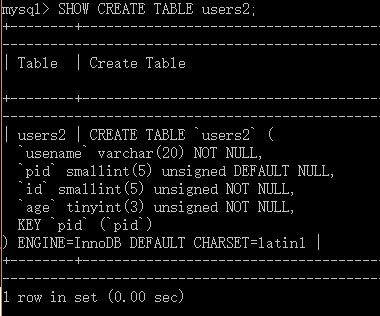 mysql> SHOW CREATE TABLE users2;
+--------+----------------------------------------
------------------------------------------------
| Table  | Create Table
+--------+----------------------------------------
------------------------------------------------
| users2 | CREATE TABLE `users2` (
  `usename` varchar(20) NOT NULL,
  `pid` smallint(5) unsigned DEFAULT NULL,
  `id` smallint(5) unsigned NOT NULL,
  `age` tinyint(3) unsigned NOT NULL,
  KEY `pid` (`pid`)
) ENGINE=InnoDB DEFAULT CHARSET=latin1 |
+--------+----------------------------------------
------------------------------------------------
1 row in set (0.00 sec)